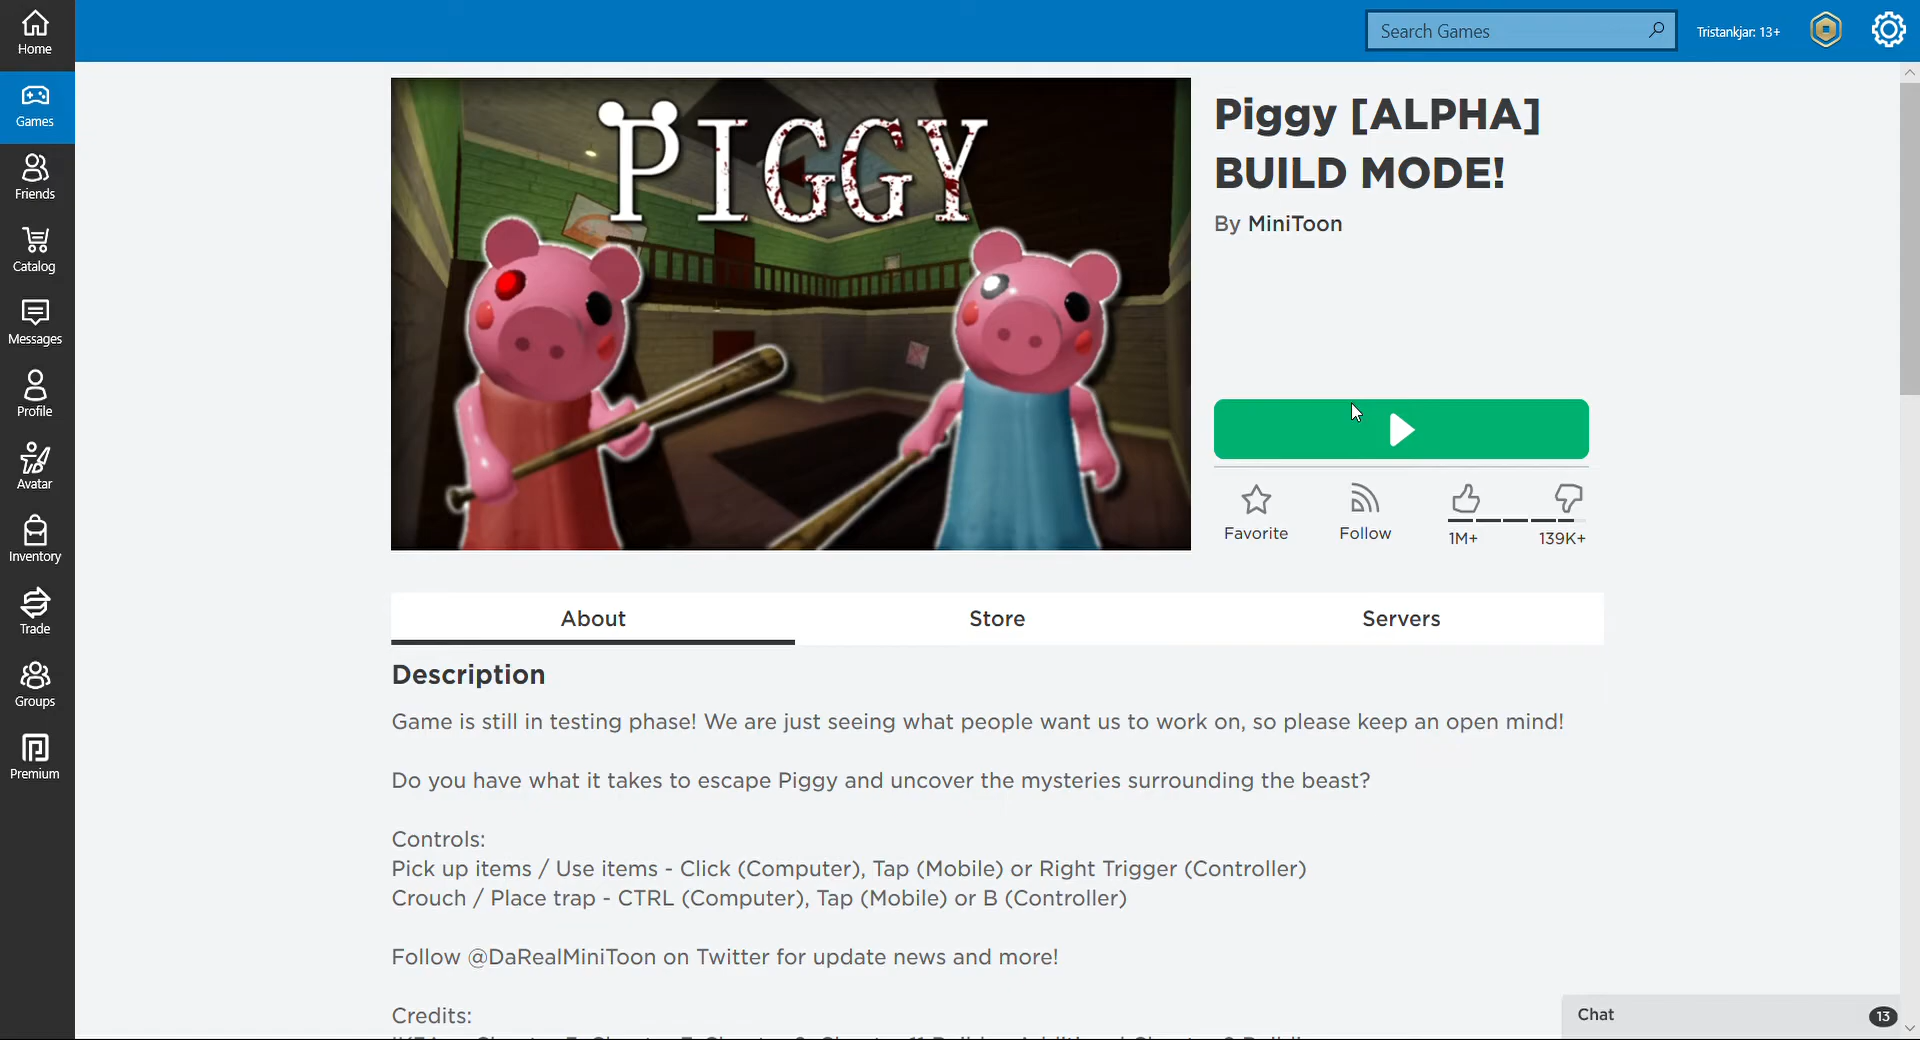 Home
Games
Friends
Catalog
Messages
Profile
Avatar
Inventory
Trade
Groups
Premium
Search Games
Tristankjar: 13+
PIGGY
Piggy [ALPHA]
BUILD MODE!
By MiniToon
Favorite
Follow
1M+
139K+
About
Store
Servers
Description
Game is still in testing phase! We are just seeing what people want us to work on, so please keep an open mind!
Do you have what it takes to escape Piggy and uncover the mysteries surrounding the beast?
Controls:
Pick up items / Use items - Click (Computer), Tap (Mobile) or Right Trigger (Controller)
Crouch / Place trap - CTRL (Computer), Tap (Mobile) or B (Controller)
Follow @DaRealMiniToon on Twitter for update news and more!
Credits:
Chat
13